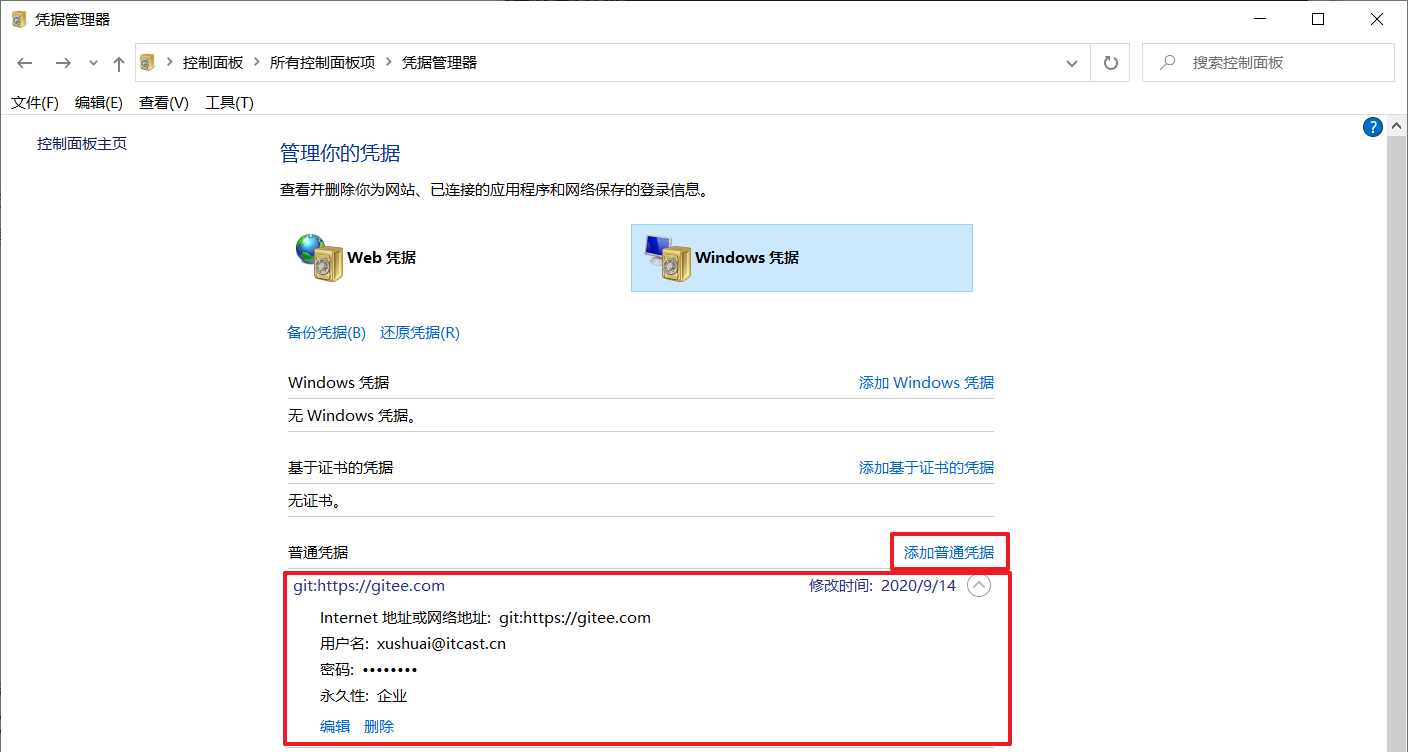 凭据管理器
控制面板 > 所有控制面板项 > 凭据管理器
搜索控制面板
文件(F) 编辑(E) 查看(V) 工具(T)
?
控制面板主页
管理你的凭据
查看并删除你为网站、已连接的应用程序和网络保存的登录信息。
Web 凭据
Windows 凭据
备份凭据(B) 还原凭据(R)
Windows 凭据 添加 Windows 凭据
无 Windows 凭据。
基于证书的凭据 添加基于证书的凭据
无证书。
普通凭据 添加普通凭据
git:https://gitee.com 修改时间: 2020/9/14
Internet 地址或网络地址: git:https://gitee.com
用户名: xushuai@itcast.cn
密码: ••••••••
永久性: 企业
编辑 删除